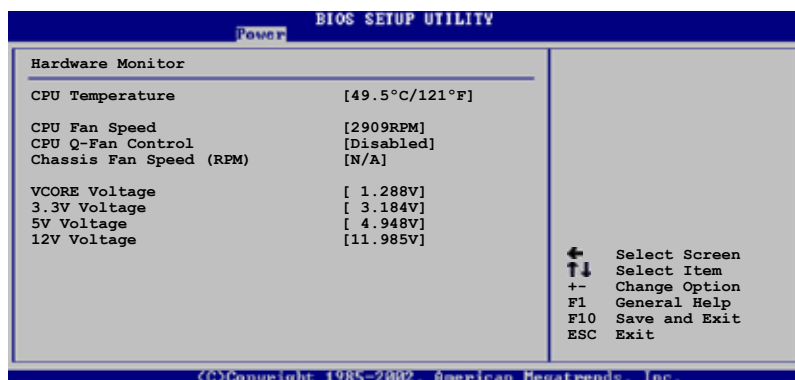 BIOS SETUP UTILITY
Power
Hardware Monitor
CPU Temperature [49.5°C/121°F]
CPU Fan Speed [2909RPM]
CPU Q-Fan Control [Disabled]
Chassis Fan Speed (RPM) [N/A]
VCORE Voltage [ 1.288V]
3.3V Voltage [ 3.184V]
5V Voltage [ 4.948V]
12V Voltage [11.985V]
← Select Screen
↑↓ Select Item
+- Change Option
F1 General Help
F10 Save and Exit
ESC Exit
(C)Copyright 1985-2002, American Megatrends, Inc.